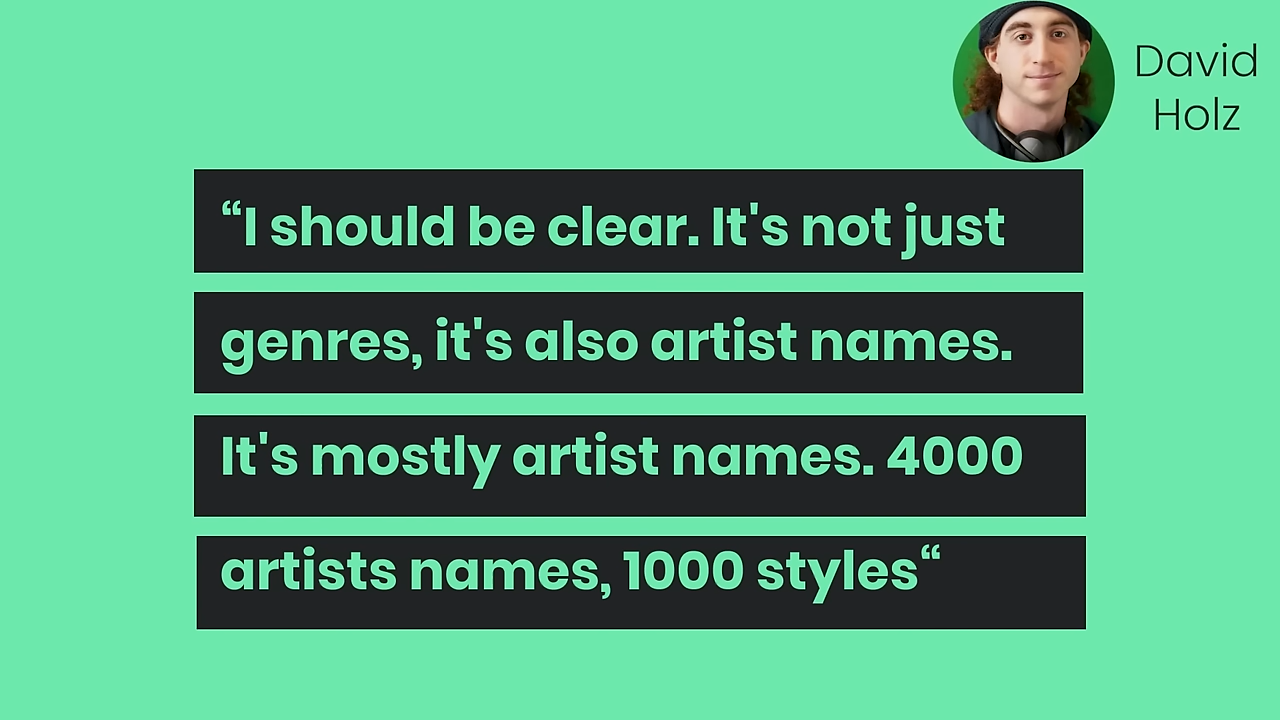 David
Holz
“I should be clear. It's not just
genres, it's also artist names.
It's mostly artist names. 4000
artists names, 1000 styles“